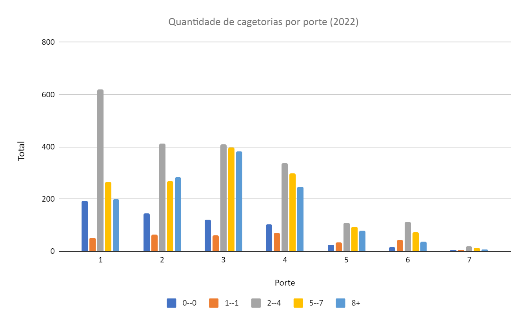 Quantidade de cagetorias por porte (2022)
800
600
400
200
0
Total
1 2 3 4 5 6 7
Porte
0--0 1--1 2--4 5--7 8+